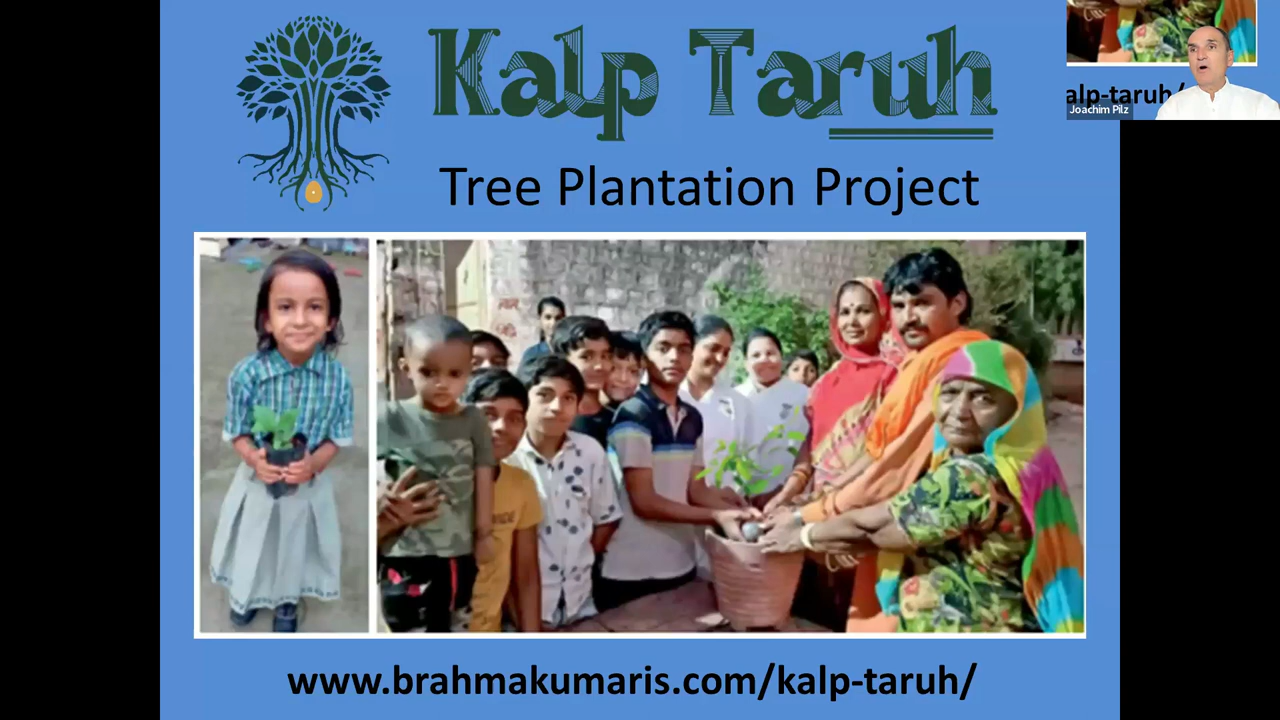 Kalp Taruh
Tree Plantation Project
www.brahmakumaris.com/kalp-taruh/
alp-taruh/
Joachim Pilz